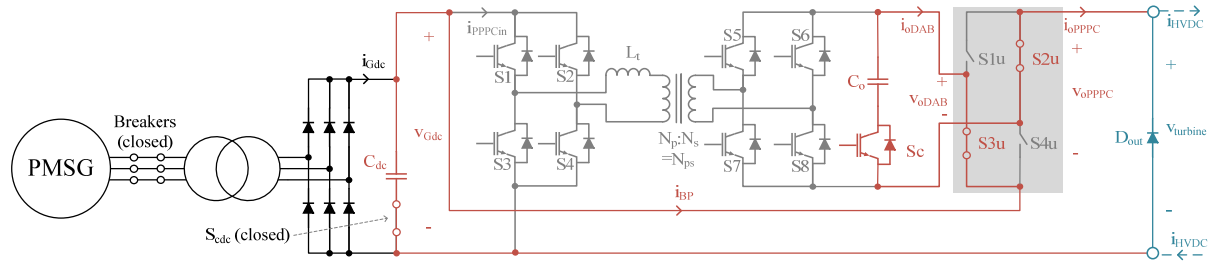 PMSG
Breakers
(closed)
iGdc
Cdc
Scdc (closed)
+
vGdc
-
iPPPCin
S1
S2
S3
S4
Lt
Np:Ns
=Nps
iBP
S5
S6
S7
S8
Co
Sc
ioDAB
+
voDAB
-
S1u
S2u
S3u
S4u
ioPPPC
+
voPPPC
-
Dout
iHVDC
+
vturbine
-
iHVDC